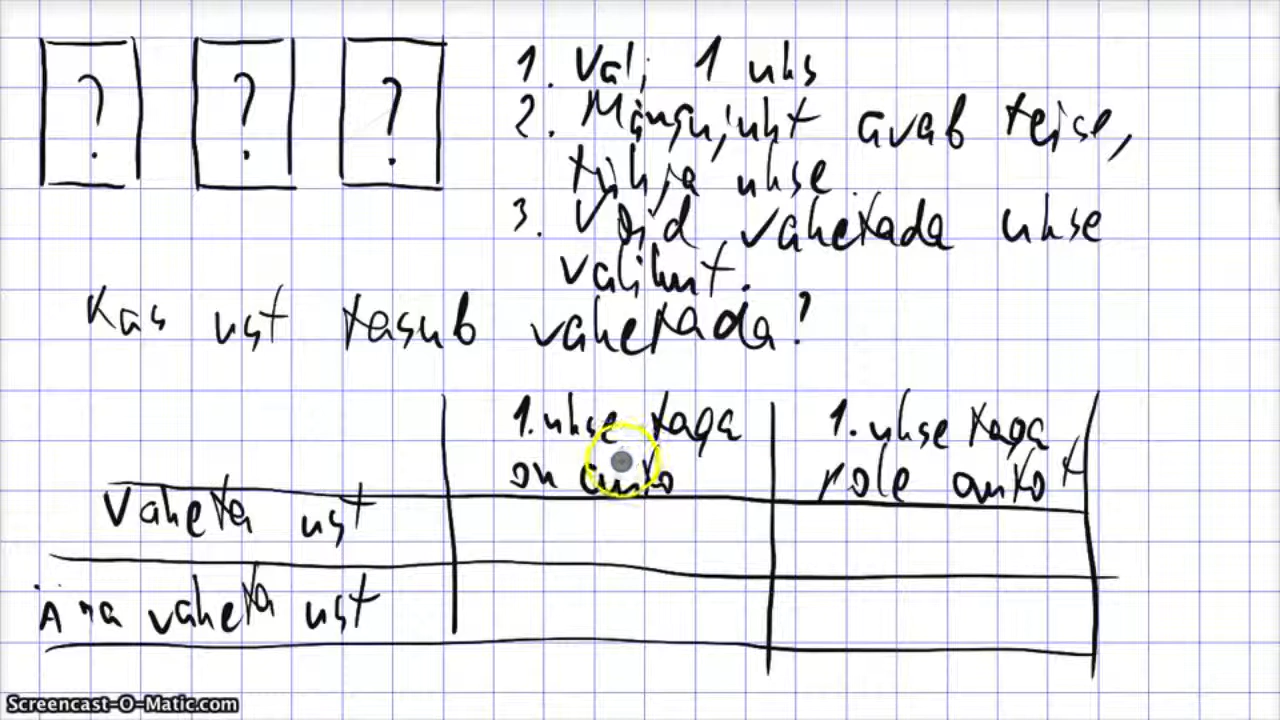 ? ? ?
1. Vali 1 uks
2. Mängujuht avab teise,
tühja ukse
3. Võid vahetada ukse
valikut.
Kas ust tasub vahetada?
1. ukse taga
on auto
1. ukse taga
pole autot
Vaheta ust
Ära vaheta ust
Screencast-O-Matic.com